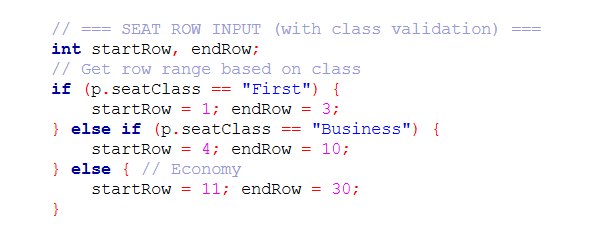 // === SEAT ROW INPUT (with class validation) ===
int startRow, endRow;
// Get row range based on class
if (p.seatClass == "First") {
    startRow = 1; endRow = 3;
} else if (p.seatClass == "Business") {
    startRow = 4; endRow = 10;
} else { // Economy
    startRow = 11; endRow = 30;
}